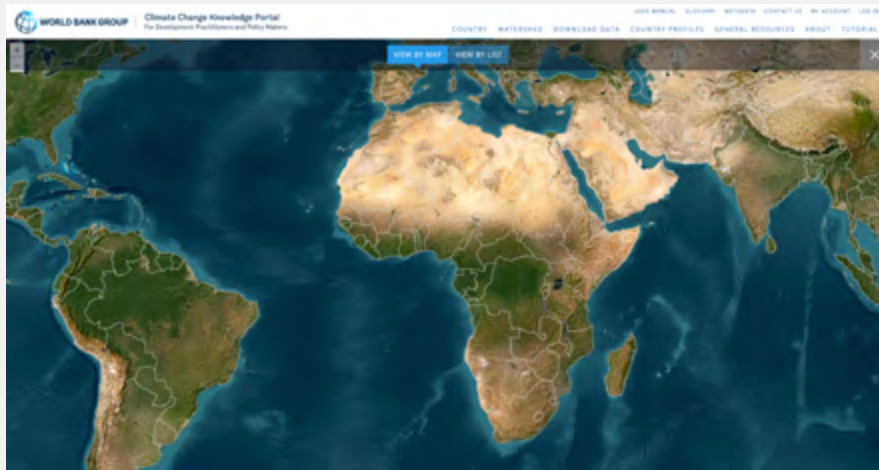 WORLD BANK GROUP
Climate Change Knowledge Portal
For Development Practitioners and Policy Makers
USER MANUAL GLOSSARY METADATA CONTACT US MY ACCOUNT LOG
COUNTRY WATERSHED DOWNLOAD DATA COUNTRY PROFILES GENERAL RESOURCES ABOUT TUTORIAL
VIEW BY MAP VIEW BY LIST